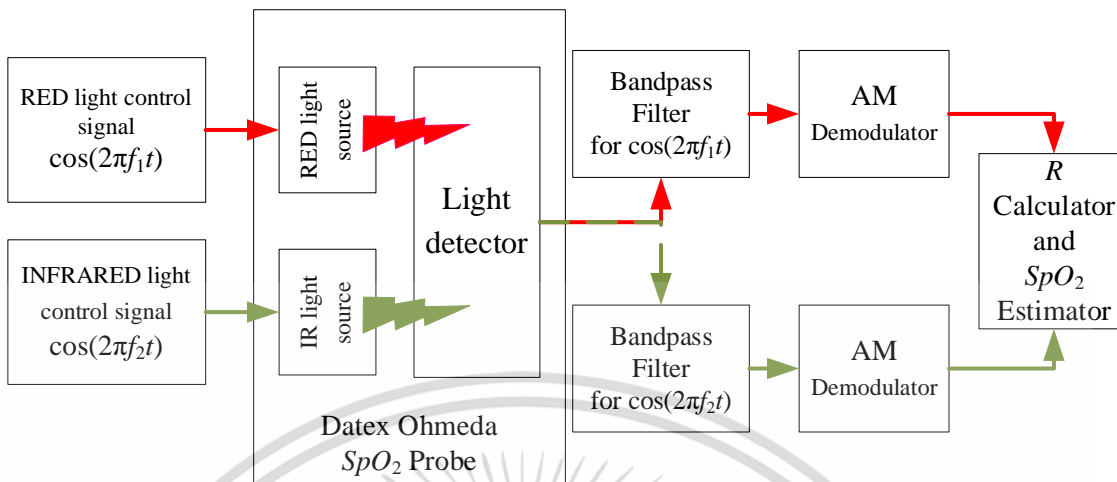 RED light control
signal
cos(2πf₁t)
RED light
source
Light
detector
Bandpass
Filter
for cos(2πf₁t)
AM
Demodulator
R
Calculator
and
SpO₂
Estimator
INFRARED light
control signal
cos(2πf₂t)
IR light
source
Bandpass
Filter
for cos(2πf₂t)
AM
Demodulator
Datex Ohmeda
SpO₂ Probe